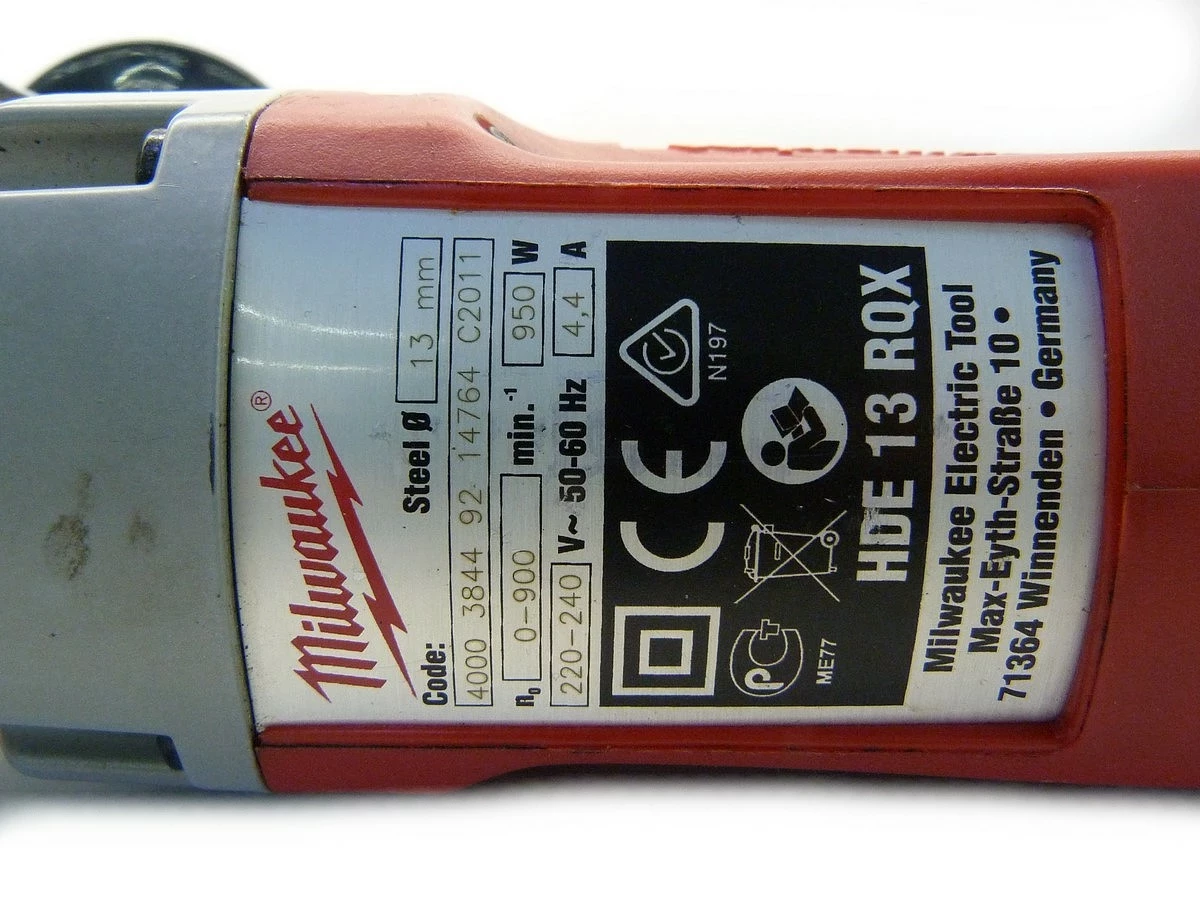 Milwaukee®
Steel Ø 13 mm
Code:
4000 3844 92 14764 C2011
n₀ 0-900 min.⁻¹ 950 W
220-240 V~ 50-60 Hz 4,4 A
CE N197
PCT ME77
HDE 13 RQX
Milwaukee Electric Tool
Max-Eyth-Straße 10 •
71364 Winnenden • Germany